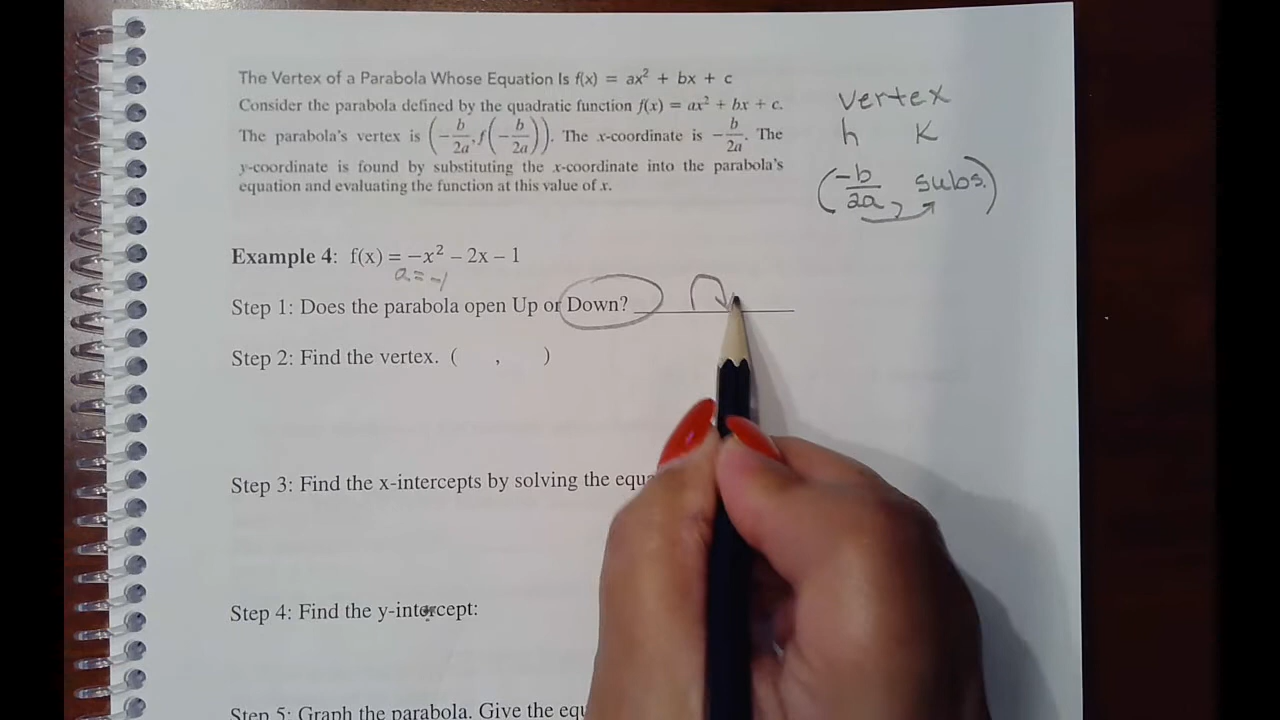 The Vertex of a Parabola Whose Equation Is f(x) = ax² + bx + c
Consider the parabola defined by the quadratic function f(x) = ax² + bx + c.
The parabola's vertex is (−b/2a, f(−b/2a)). The x-coordinate is −b/2a. The
y-coordinate is found by substituting the x-coordinate into the parabola's
equation and evaluating the function at this value of x.
vertex
h K
(-b/2a, subs.)
Example 4: f(x) = −x² − 2x − 1
a = -1
Step 1: Does the parabola open Up or Down?
Step 2: Find the vertex. ( , )
Step 3: Find the x-intercepts by solving the
Step 4: Find the y-intercept:
Step 5: Graph the parabola. Give the